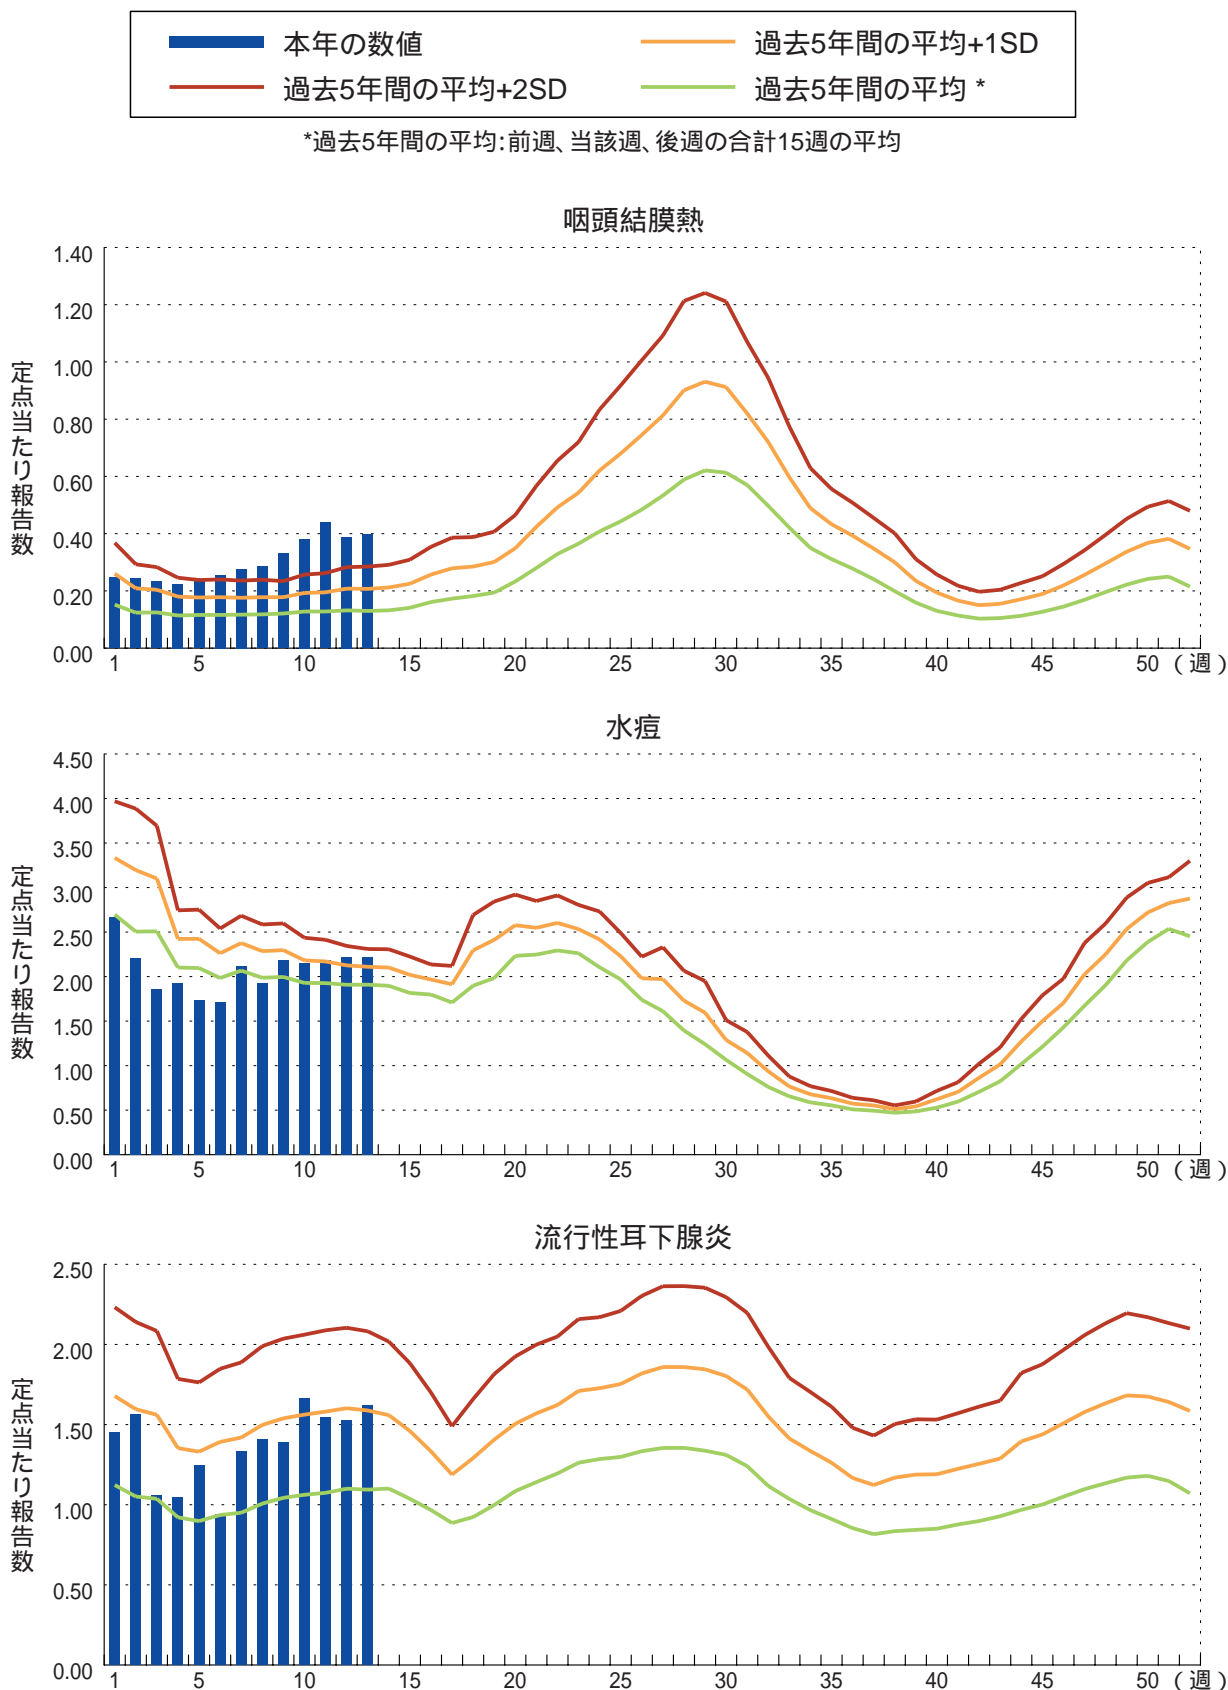 本年の数値
過去5年間の平均+1SD
過去5年間の平均+2SD
過去5年間の平均 *
*過去5年間の平均:前週、当該週、後週の合計15週の平均
咽頭結膜熱
定点当たり報告数
1.40
1.20
1.00
0.80
0.60
0.40
0.20
0.00
1 5 10 15 20 25 30 35 40 45 50 (週)
水痘
定点当たり報告数
4.50
4.00
3.50
3.00
2.50
2.00
1.50
1.00
0.50
0.00
1 5 10 15 20 25 30 35 40 45 50 (週)
流行性耳下腺炎
定点当たり報告数
2.50
2.00
1.50
1.00
0.50
0.00
1 5 10 15 20 25 30 35 40 45 50 (週)